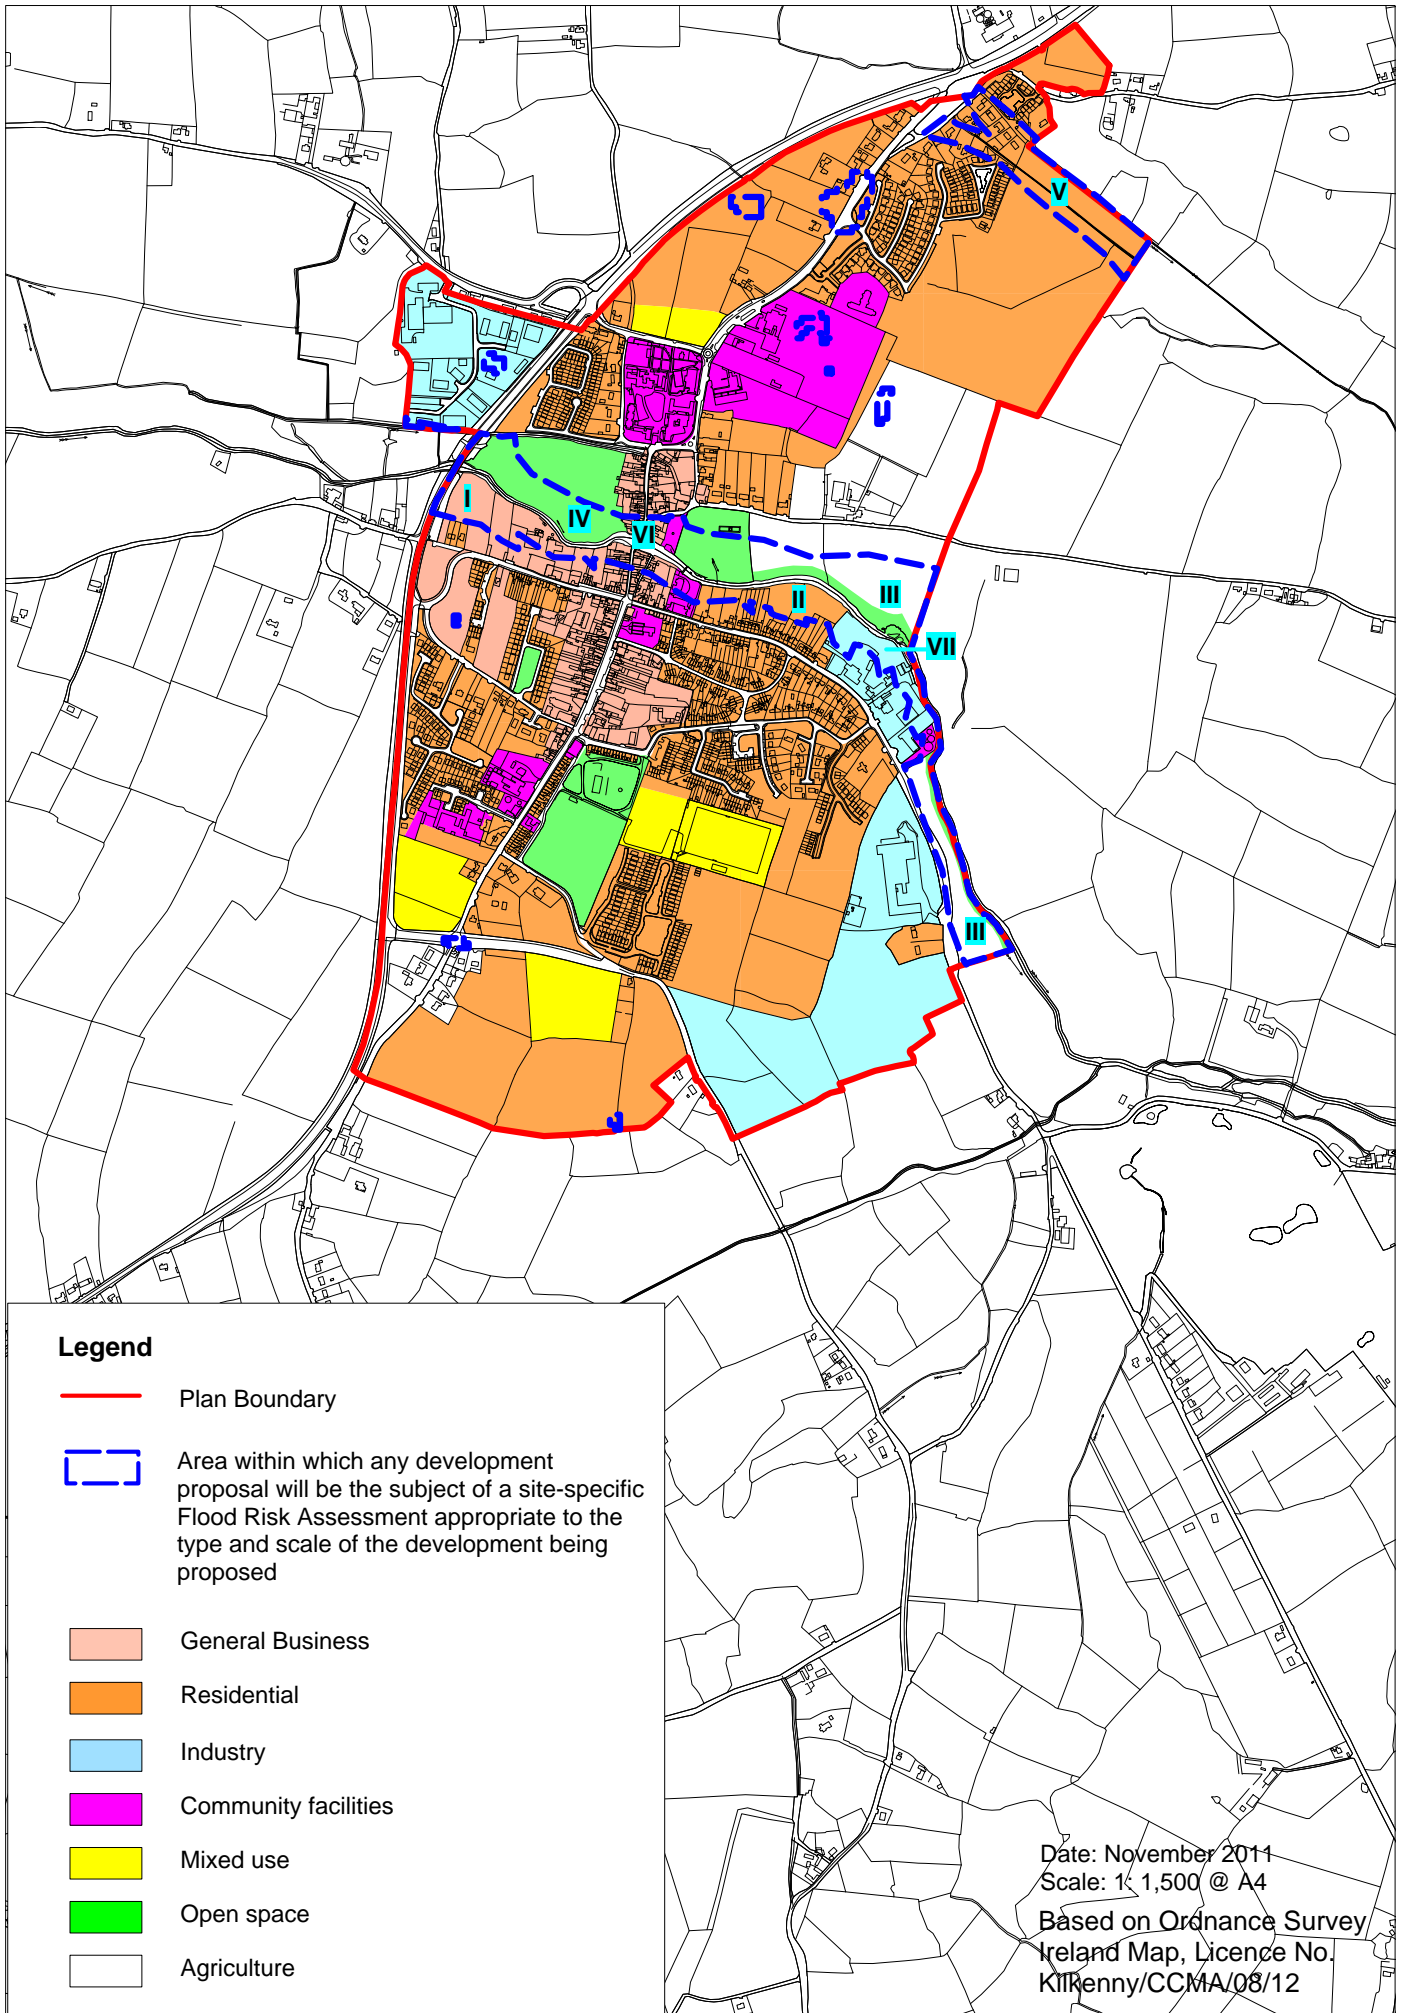 V
I
IV
VI
II
III
VII
III
Legend
Plan Boundary
Area within which any development
proposal will be the subject of a site-specific
Flood Risk Assessment appropriate to the
type and scale of the development being
proposed
General Business
Residential
Industry
Community facilities
Mixed use
Open space
Agriculture
Date: November 2011
Scale: 1: 1,500 @ A4
Based on Ordnance Survey
Ireland Map, Licence No.
Kilkenny/CCMA/08/12